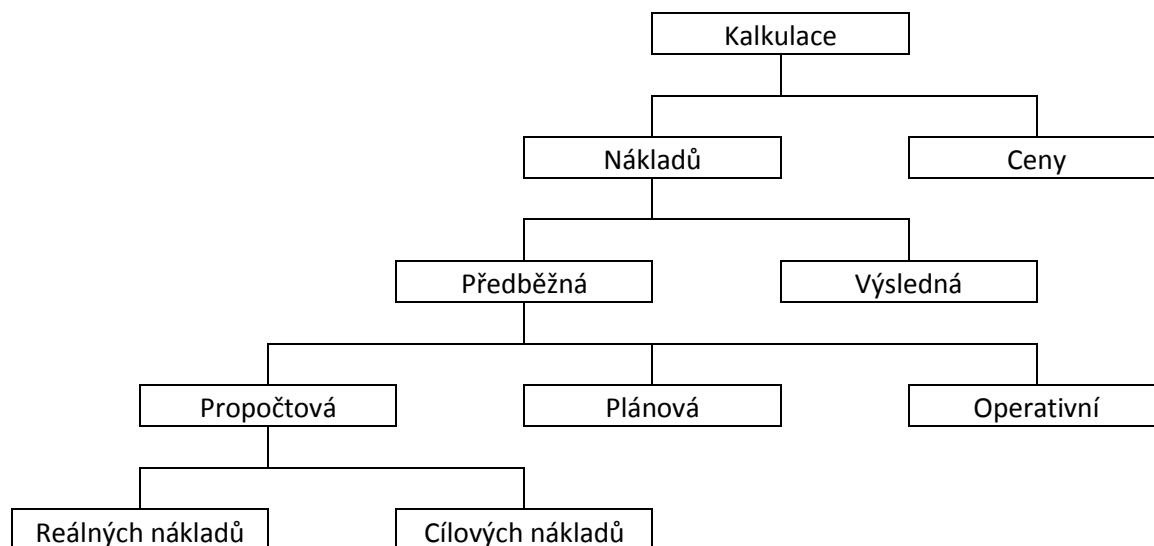 Kalkulace
Nákladů
Ceny
Předběžná
Výsledná
Propočtová
Plánová
Operativní
Reálných nákladů
Cílových nákladů